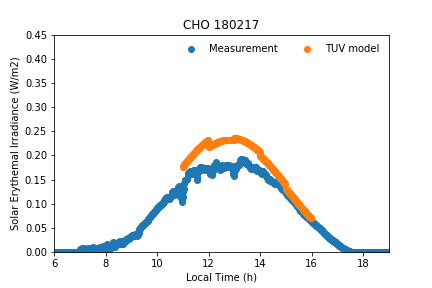 CHO 180217
Measurement TUV model
Solar Erythemal Irradiance (W/m2)
0.45
0.40
0.35
0.30
0.25
0.20
0.15
0.10
0.05
0.00
6 8 10 12 14 16 18
Local Time (h)